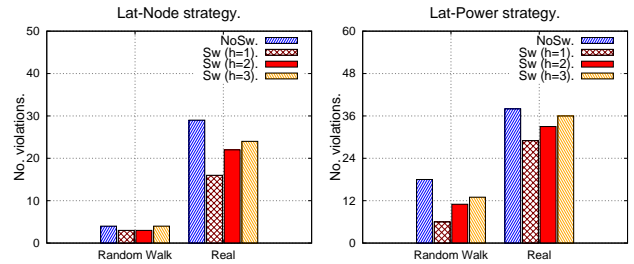 Lat-Node strategy.
No. violations.
50
40
30
20
10
0
NoSw.
Sw (h=1).
Sw (h=2).
Sw (h=3).
Random Walk
Real
Lat-Power strategy.
No. violations.
60
48
36
24
12
0
NoSw.
Sw (h=1).
Sw (h=2).
Sw (h=3).
Random Walk
Real